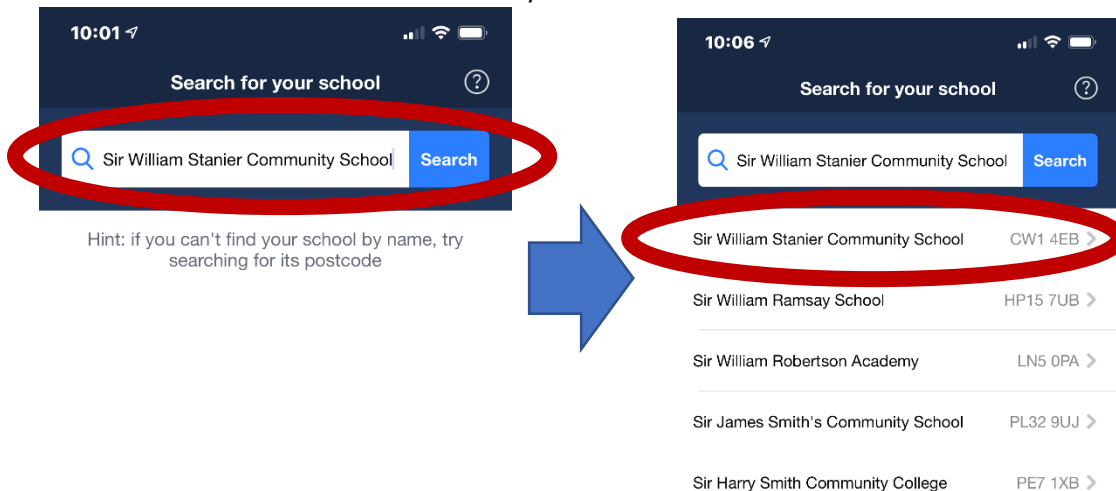 10:01
Search for your school
?
Sir William Stanier Community School Search
Hint: if you can't find your school by name, try
searching for its postcode
10:06
Search for your school
?
Sir William Stanier Community School Search
Sir William Stanier Community School CW1 4EB
Sir William Ramsay School HP15 7UB
Sir William Robertson Academy LN5 0PA
Sir James Smith's Community School PL32 9UJ
Sir Harry Smith Community College PE7 1XB